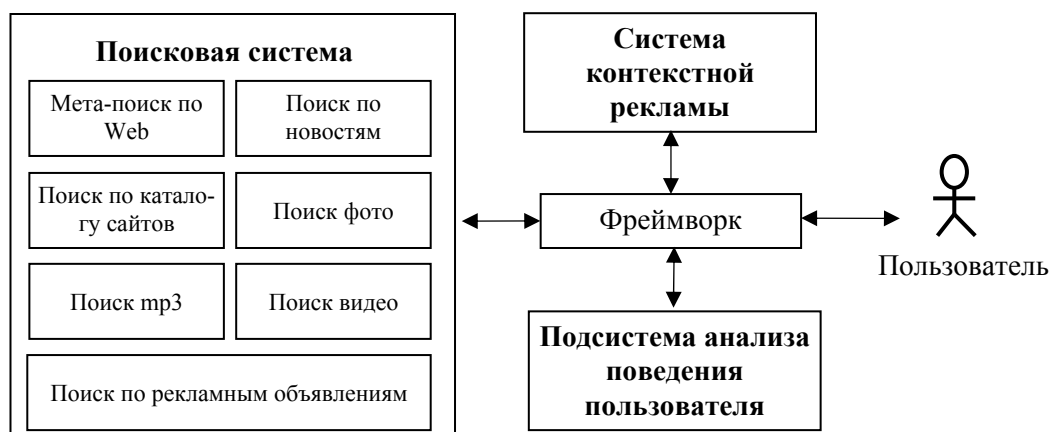 Поисковая система
Мета-поиск по
Web
Поиск по
новостям
Поиск по катало-
гу сайтов
Поиск фото
Поиск mp3
Поиск видео
Поиск по рекламным объявлениям
Система
контекстной
рекламы
Фреймворк
Пользователь
Подсистема анализа
поведения
пользователя